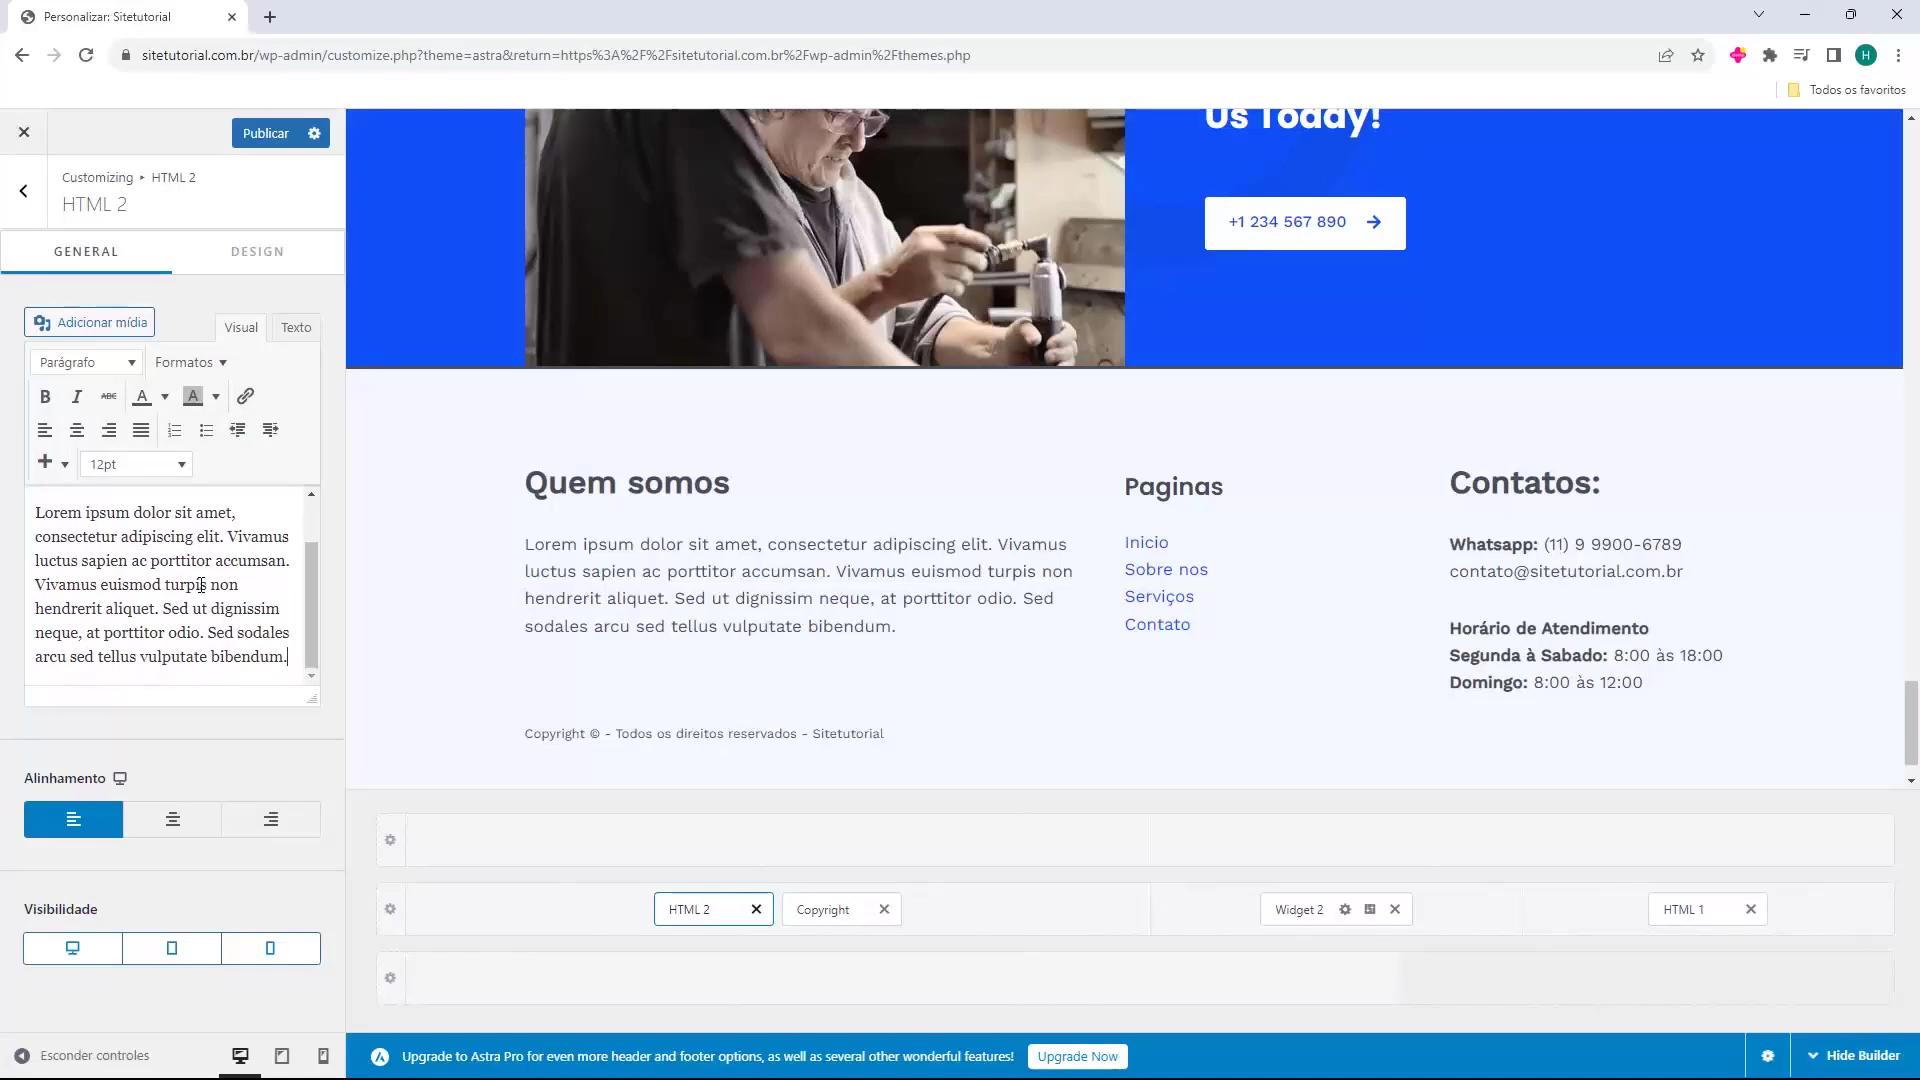 Personalizar: Sitetutorial
sitetutorial.com.br/wp-admin/customize.php?theme=astra&return=https%3A%2F%2Fsitetutorial.com.br%2Fwp-admin%2Fthemes.php
H
Todos os favoritos
Publicar
Customizing ▸ HTML 2
HTML 2
GENERAL
DESIGN
Adicionar mídia
Visual
Texto
Parágrafo
Formatos
B I ABC A A
12pt
Lorem ipsum dolor sit amet,
consectetur adipiscing elit. Vivamus
luctus sapien ac porttitor accumsan.
Vivamus euismod turpis non
hendrerit aliquet. Sed ut dignissim
neque, at porttitor odio. Sed sodales
arcu sed tellus vulputate bibendum.
Alinhamento
Visibilidade
Esconder controles
Us Today!
+1 234 567 890
Quem somos
Lorem ipsum dolor sit amet, consectetur adipiscing elit. Vivamus
luctus sapien ac porttitor accumsan. Vivamus euismod turpis non
hendrerit aliquet. Sed ut dignissim neque, at porttitor odio. Sed
sodales arcu sed tellus vulputate bibendum.
Copyright © - Todos os direitos reservados - Sitetutorial
Paginas
Inicio
Sobre nos
Serviços
Contato
Contatos:
Whatsapp: (11) 9 9900-6789
contato@sitetutorial.com.br
Horário de Atendimento
Segunda à Sabado: 8:00 às 18:00
Domingo: 8:00 às 12:00
HTML 2
Copyright
Widget 2
HTML 1
Upgrade to Astra Pro for even more header and footer options, as well as several other wonderful features!
Upgrade Now
Hide Builder